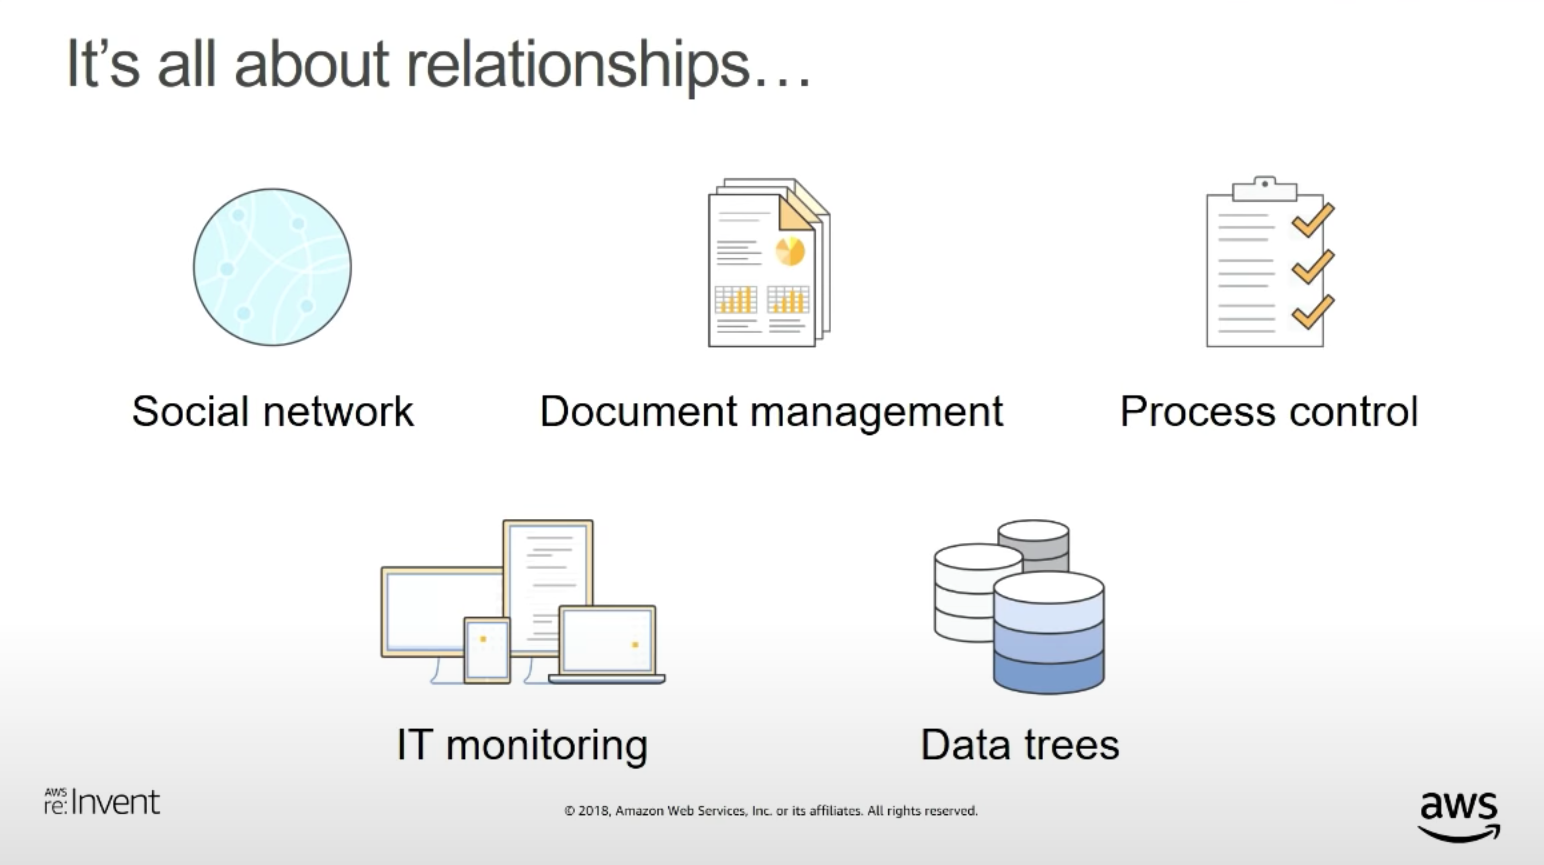 It's all about relationships…
Social network
Document management
Process control
IT monitoring
Data trees
AWS
re:Invent
© 2018, Amazon Web Services, Inc. or its affiliates. All rights reserved.
aws